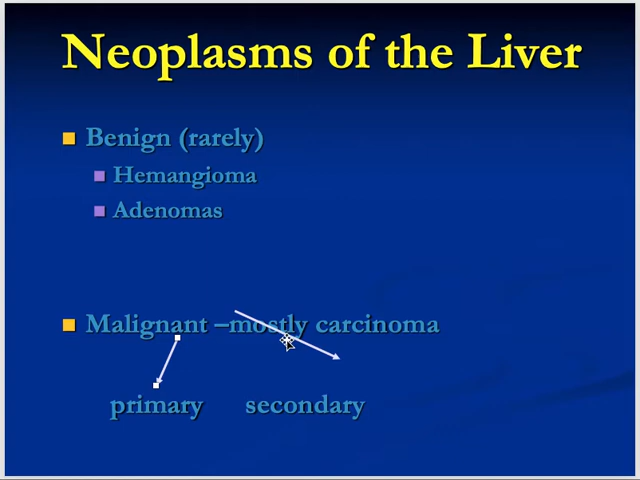 Neoplasms of the Liver
Benign (rarely)
Hemangioma
Adenomas
Malignant –mostly carcinoma
primary secondary